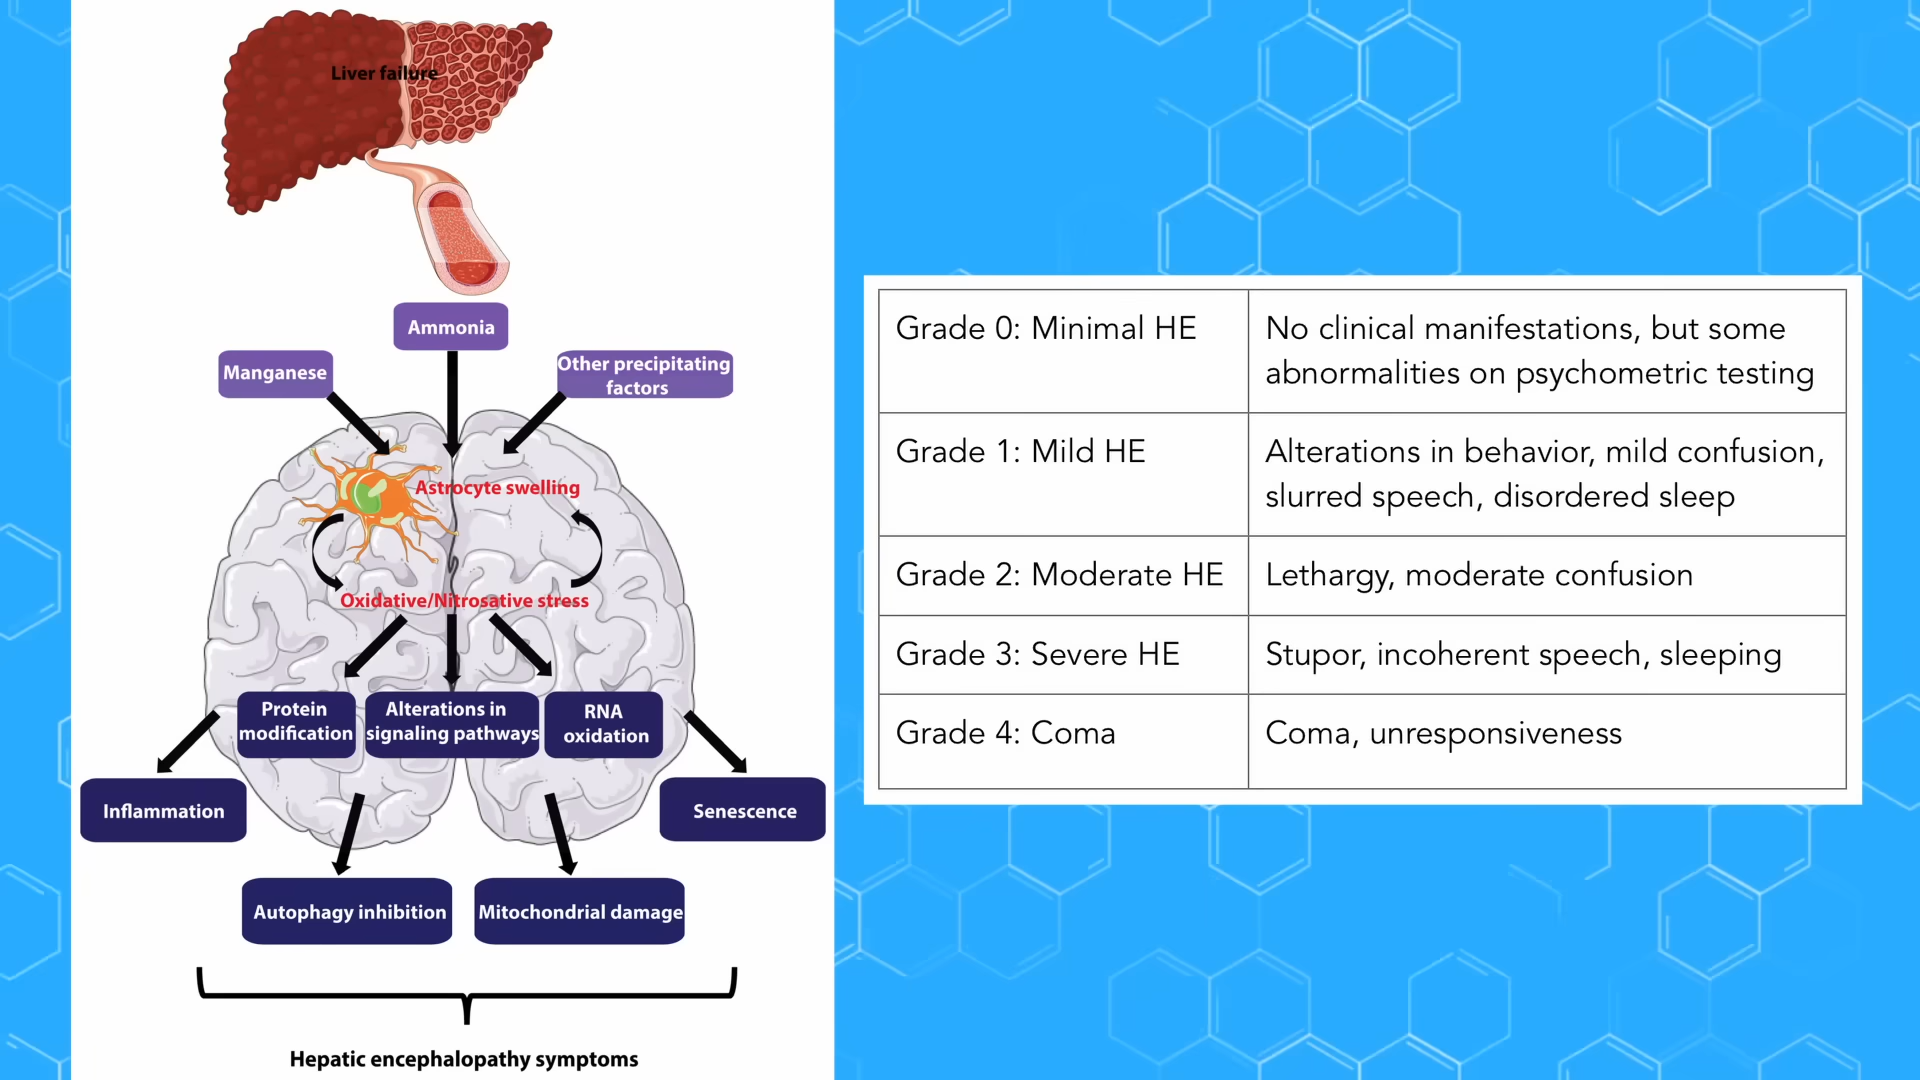 Liver failure
Ammonia
Manganese
Other precipitating
factors
Astrocyte swelling
Oxidative/Nitrosative stress
Protein
modification
Alterations in
signaling pathways
RNA
oxidation
Inflammation
Senescence
Autophagy inhibition
Mitochondrial damage
Hepatic encephalopathy symptoms
Grade 0: Minimal HE
No clinical manifestations, but some
abnormalities on psychometric testing
Grade 1: Mild HE
Alterations in behavior, mild confusion,
slurred speech, disordered sleep
Grade 2: Moderate HE
Lethargy, moderate confusion
Grade 3: Severe HE
Stupor, incoherent speech, sleeping
Grade 4: Coma
Coma, unresponsiveness